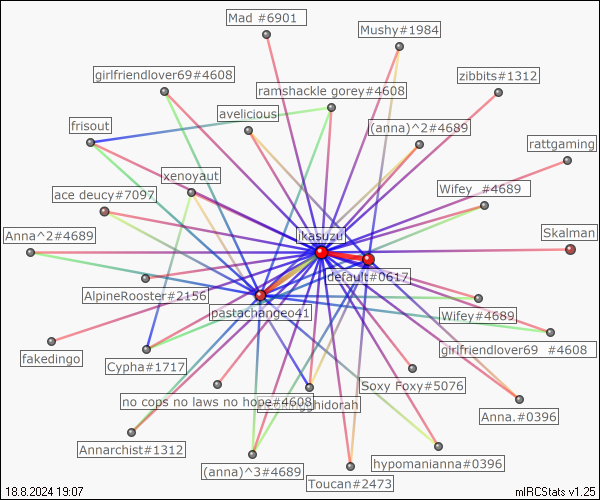 Mad #6901
Mushy#1984
girlfriendlover69#4608
zibbits#1312
ramshackle gorey#4608
avelicious
frisout
(anna)^2#4689
rattgaming
xenoyaut
ace deucy#7097
Wifey_ #4689
Anna^2#4689
ikasuzu
Skalman
default#0617
AlpineRooster#2156
pastachangeo41
Wifey#4689
girlfriendlover69 #4608
fakedingo
Cypha#1717
Soxy Foxy#5076
no cops no laws no hope#4608
ghidorah
Anna.#0396
Annarchist#1312
(anna)^3#4689
hypomanianna#0396
Toucan#2473
18.8.2024 19:07
mIRCStats v1.25